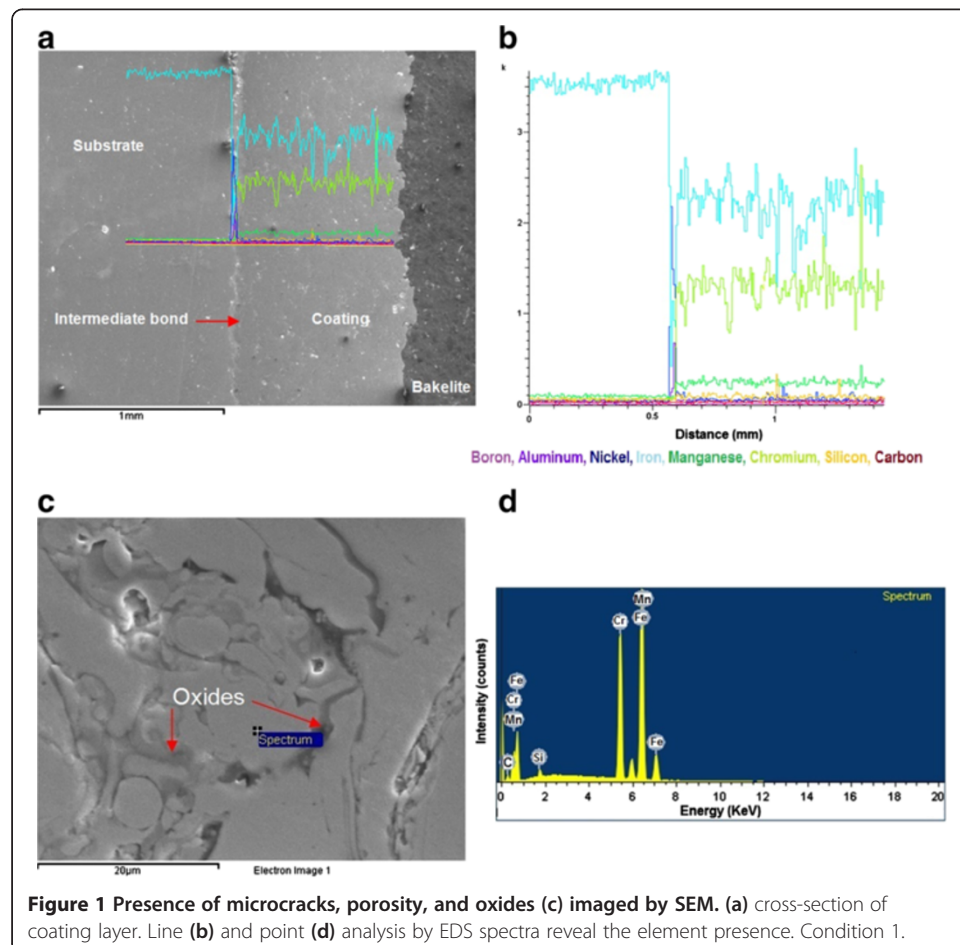 a
b
Substrate
Intermediate bond
Coating
Bakelite
1mm
k
3
2
1
0
0
0.5
1
Distance (mm)
Boron, Aluminum, Nickel, Iron, Manganese, Chromium, Silicon, Carbon
c
d
Oxides
Spectrum
20µm
Electron Image 1
Spectrum
Intensity (counts)
Mn
Cr
Fe
Fe
Cr
Mn
Fe
C
Si
0 2 4 6 8 10 12 14 16 18 20
Energy (KeV)
Figure 1 Presence of microcracks, porosity, and oxides (c) imaged by SEM. (a) cross-section of
coating layer. Line (b) and point (d) analysis by EDS spectra reveal the element presence. Condition 1.